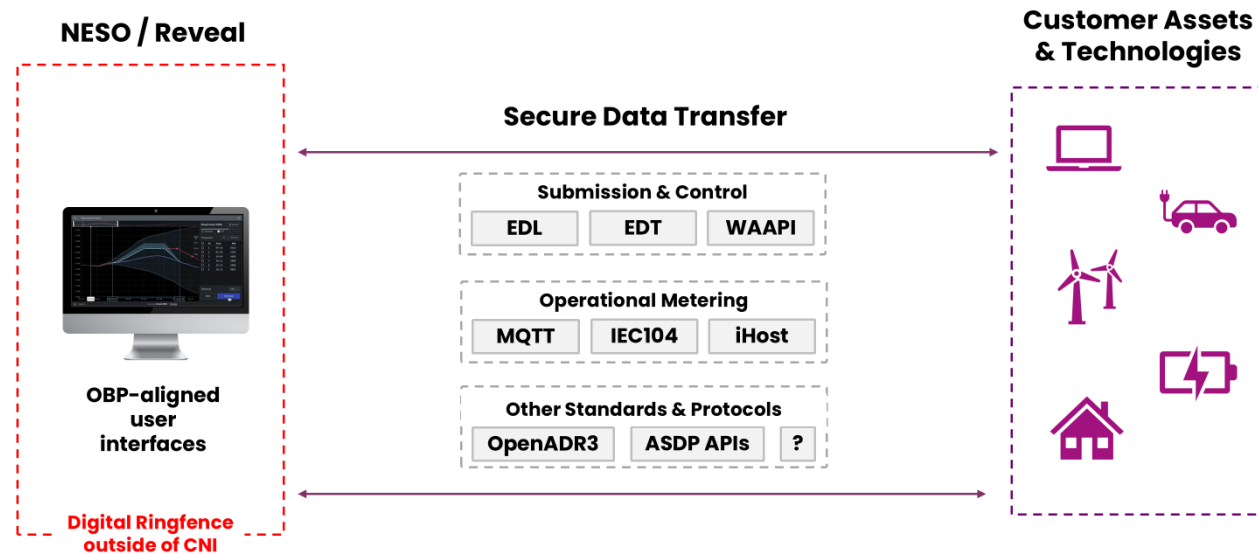 NESO / Reveal
Customer Assets
& Technologies
Secure Data Transfer
Submission & Control
EDL EDT WAAPI
Operational Metering
MQTT IEC104 iHost
Other Standards & Protocols
OpenADR3 ASDP APIs ?
OBP-aligned
user
interfaces
Digital Ringfence
outside of CNI